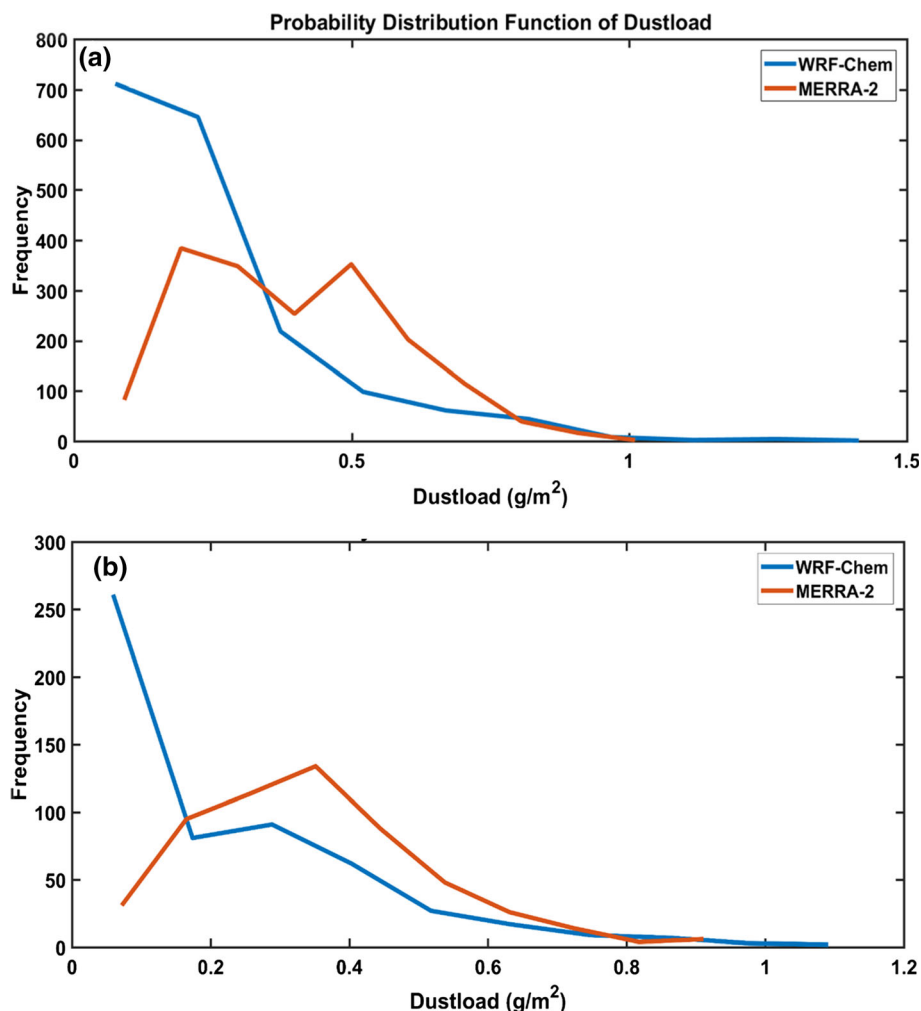 Probability Distribution Function of Dustload
(a)
WRF-Chem
MERRA-2
800
700
600
500
400
300
200
100
0
Frequency
0 0.5 1 1.5
Dustload (g/m²)
(b)
WRF-Chem
MERRA-2
300
250
200
150
100
50
0
Frequency
0 0.2 0.4 0.6 0.8 1 1.2
Dustload (g/m²)